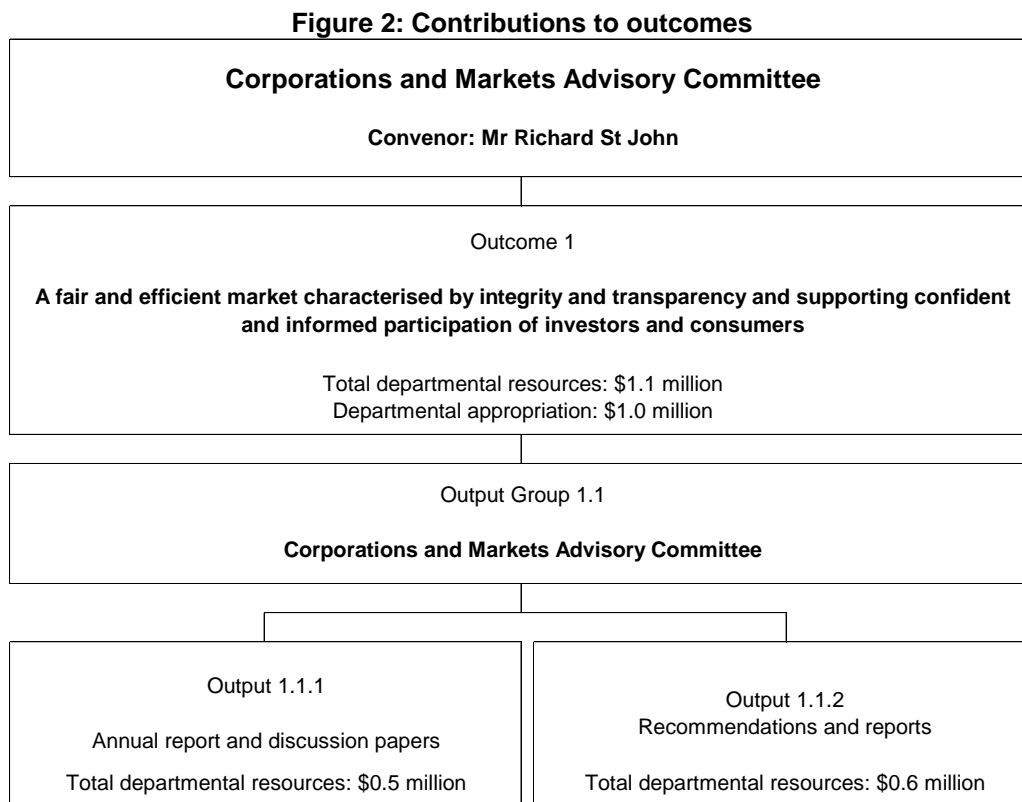 Figure 2: Contributions to outcomes
Corporations and Markets Advisory Committee
Convenor: Mr Richard St John
Outcome 1
A fair and efficient market characterised by integrity and transparency and supporting confident
and informed participation of investors and consumers
Total departmental resources: $1.1 million
Departmental appropriation: $1.0 million
Output Group 1.1
Corporations and Markets Advisory Committee
Output 1.1.1
Annual report and discussion papers
Total departmental resources: $0.5 million
Output 1.1.2
Recommendations and reports
Total departmental resources: $0.6 million